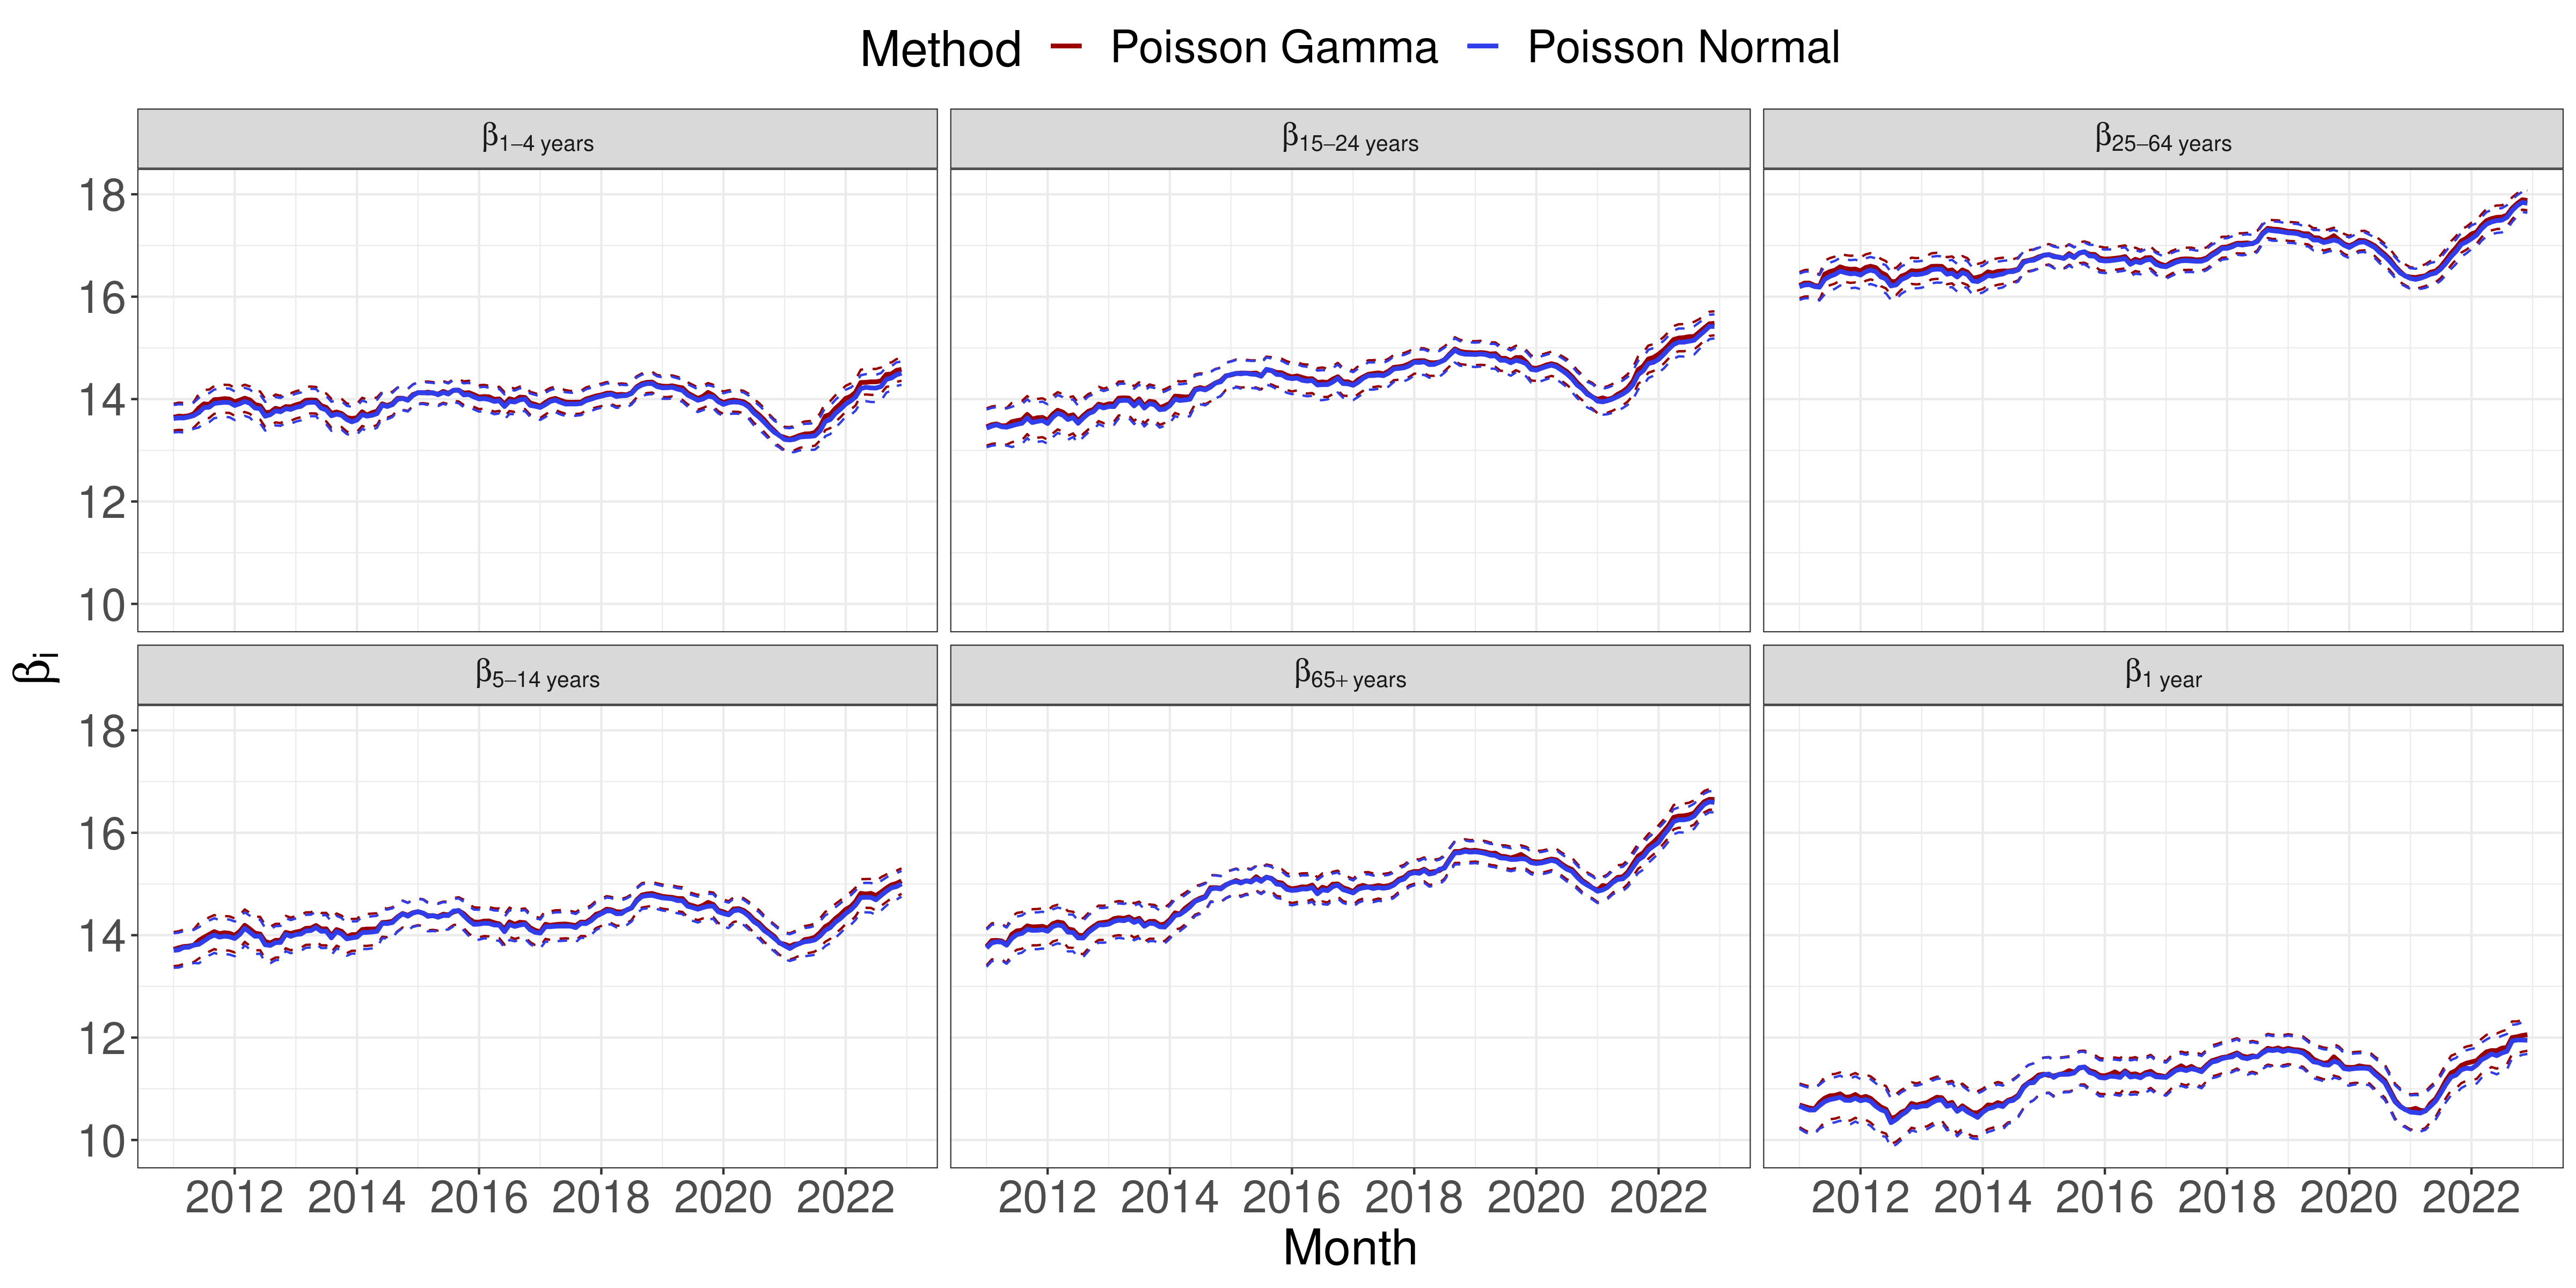 Method Poisson Gamma Poisson Normal
β1–4 years β15–24 years β25–64 years
18
16
14
12
10
βi
β5–14 years β65+ years β1 year
18
16
14
12
10
2012 2014 2016 2018 2020 2022 2012 2014 2016 2018 2020 2022 2012 2014 2016 2018 2020 2022
Month